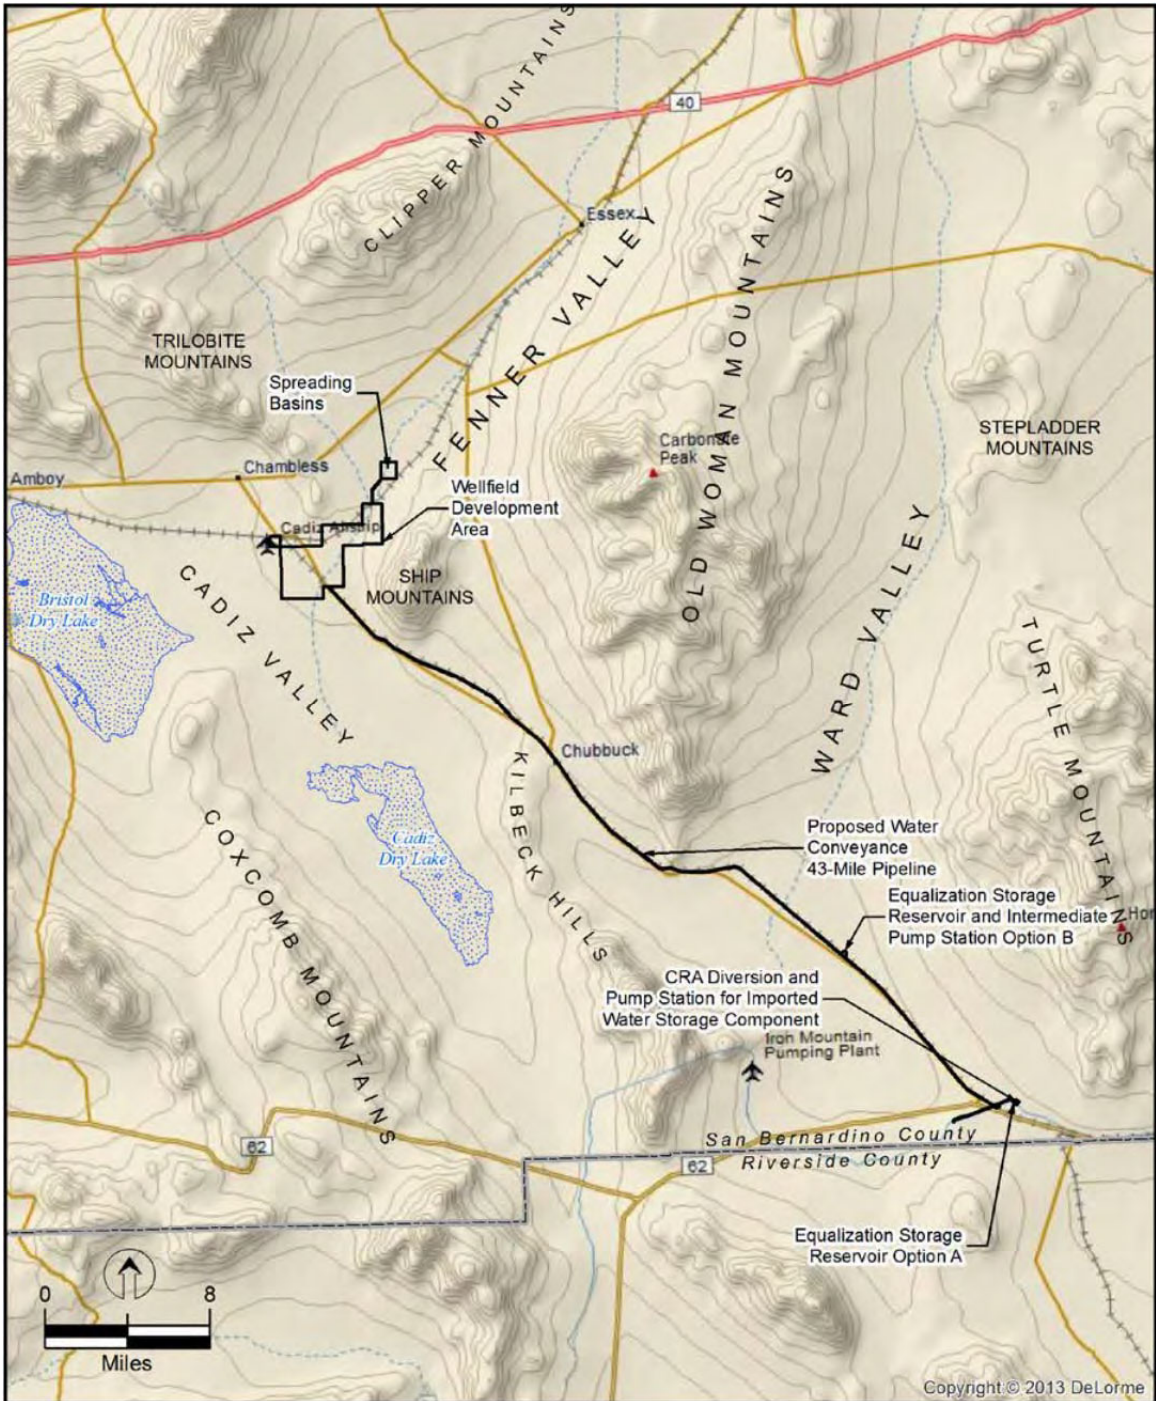 CLIPPER MOUNTAINS
40
Essex
FENNER VALLEY
OLD WOMAN MOUNTAINS
TRILOBITE
MOUNTAINS
Spreading
Basins
Carbonate
Peak
STEPLADDER
MOUNTAINS
Amboy
Chambless
Wellfield
Development
Area
Cadiz Airstrip
SHIP
MOUNTAINS
Bristol
Dry Lake
CADIZ VALLEY
WARD VALLEY
TURTLE MOUNTAINS
Chubbuck
KILBECK HILLS
COXCOMB MOUNTAINS
Cadiz
Dry Lake
Proposed Water
Conveyance
43-Mile Pipeline
Equalization Storage
Reservoir and Intermediate
Pump Station Option B
Hor
CRA Diversion and
Pump Station for Imported
Water Storage Component
Iron Mountain
Pumping Plant
San Bernardino County
Riverside County
62
62
Equalization Storage
Reservoir Option A
0 8
Miles
Copyright © 2013 DeLorme